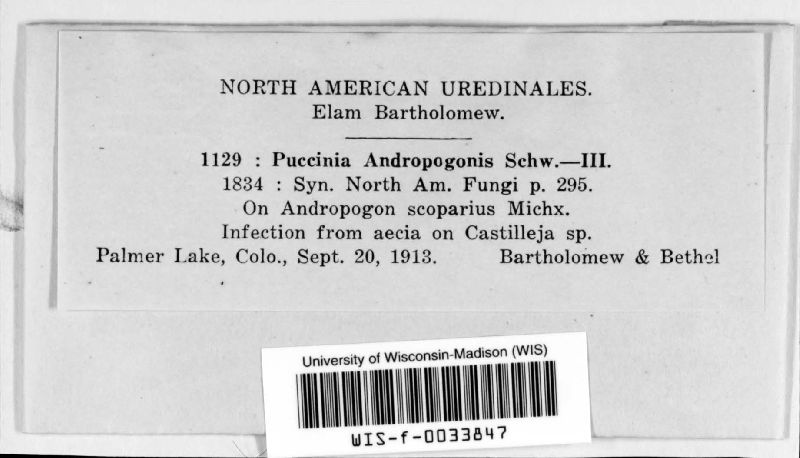 NORTH AMERICAN UREDINALES.
Elam Bartholomew.
1129 : Puccinia Andropogonis Schw.—III.
1834 : Syn. North Am. Fungi p. 295.
On Andropogon scoparius Michx.
Infection from aecia on Castilleja sp.
Palmer Lake, Colo., Sept. 20, 1913. Bartholomew & Bethel
University of Wisconsin-Madison (WIS)
WIS-f-0033847